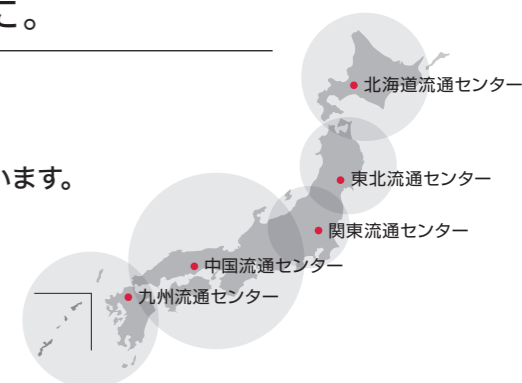 に。
います。
北海道流通センター
東北流通センター
関東流通センター
中国流通センター
九州流通センター